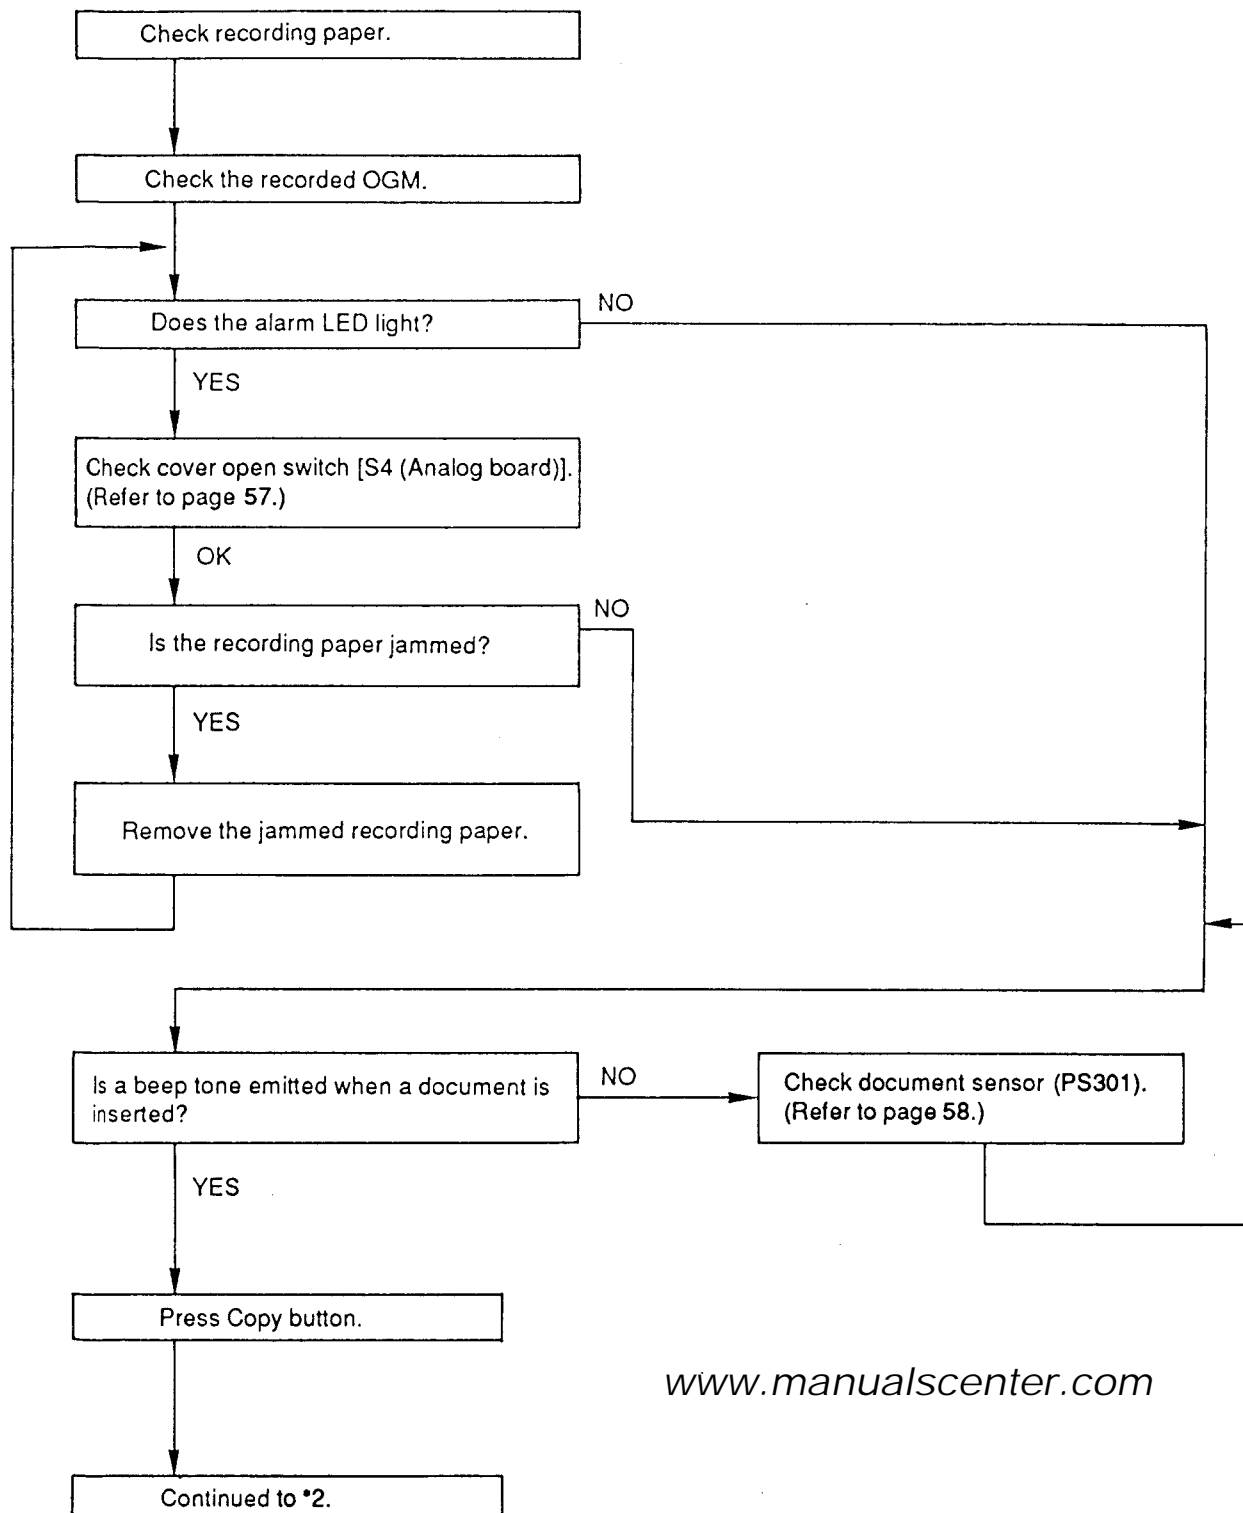 Check recording paper.
Check the recorded OGM.
Does the alarm LED light?
NO
YES
Check cover open switch [S4 (Analog board)].
(Refer to page 57.)
OK
Is the recording paper jammed?
NO
YES
Remove the jammed recording paper.
Is a beep tone emitted when a document is
inserted?
NO
Check document sensor (PS301).
(Refer to page 58.)
YES
Press Copy button.
www.manualscenter.com
Continued to *2.